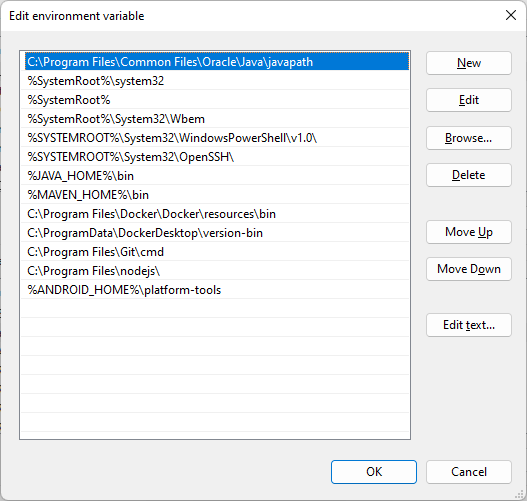 Edit environment variable
C:\Program Files\Common Files\Oracle\Java\javapath
%SystemRoot%\system32
%SystemRoot%
%SystemRoot%\System32\Wbem
%SYSTEMROOT%\System32\WindowsPowerShell\v1.0\
%SYSTEMROOT%\System32\OpenSSH\
%JAVA_HOME%\bin
%MAVEN_HOME%\bin
C:\Program Files\Docker\Docker\resources\bin
C:\ProgramData\DockerDesktop\version-bin
C:\Program Files\Git\cmd
C:\Program Files\nodejs\
%ANDROID_HOME%\platform-tools
New
Edit
Browse...
Delete
Move Up
Move Down
Edit text...
OK
Cancel